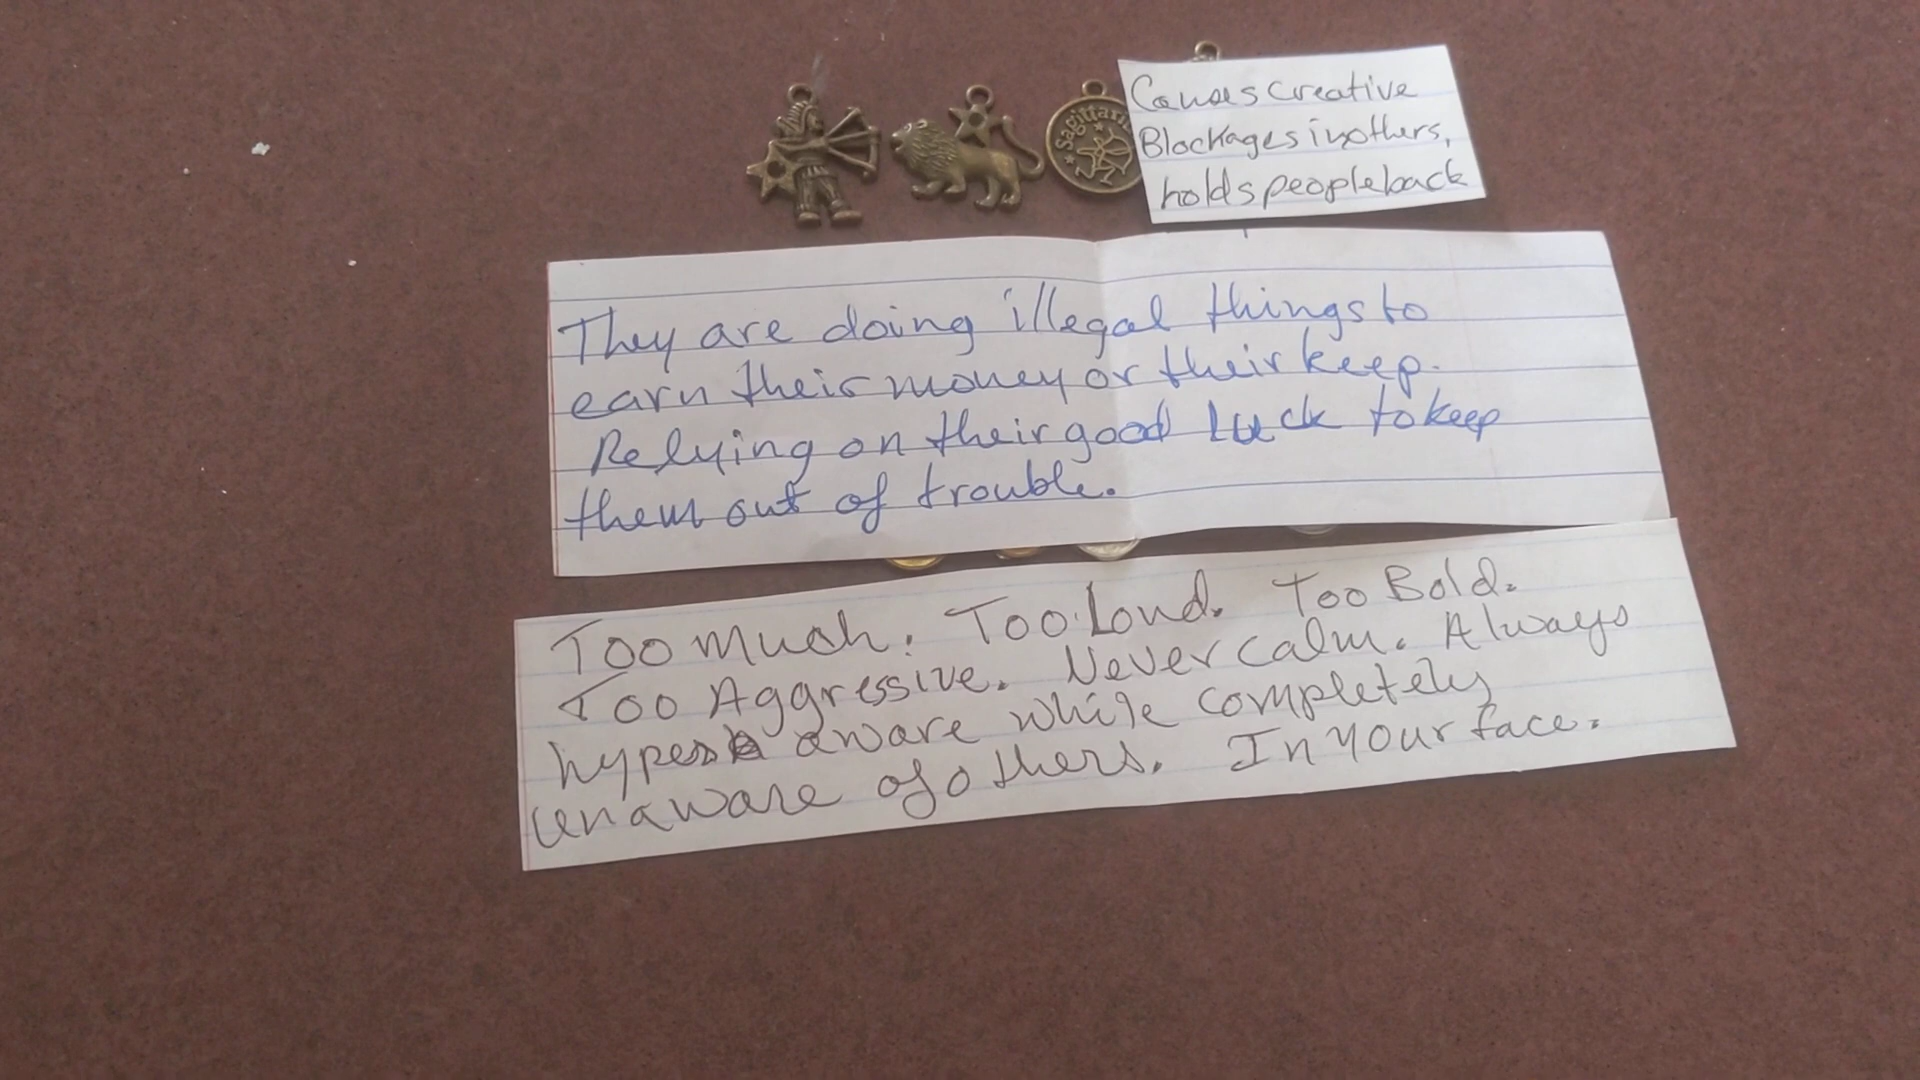 Sagittari
Causes creative
Blockages in others,
holds people back
They are doing illegal things to
earn their money or their keep.
Relying on their good luck to keep
them out of trouble.
Too much. Too Loud. Too Bold.
Too Aggressive. Never calm. Always
hyper aware while completely
unaware of others. In your face.